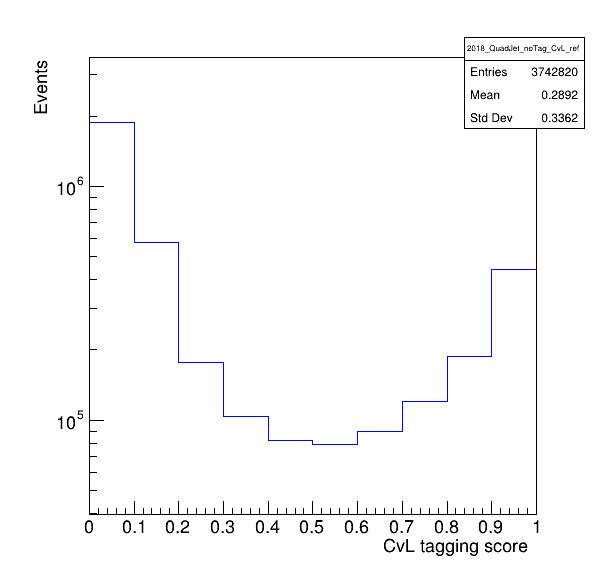 2018_QuadJet_noTag_CvL_ref
Entries 3742820
Mean 0.2892
Std Dev 0.3362
Events
10^6
10^5
0 0.1 0.2 0.3 0.4 0.5 0.6 0.7 0.8 0.9 1
CvL tagging score